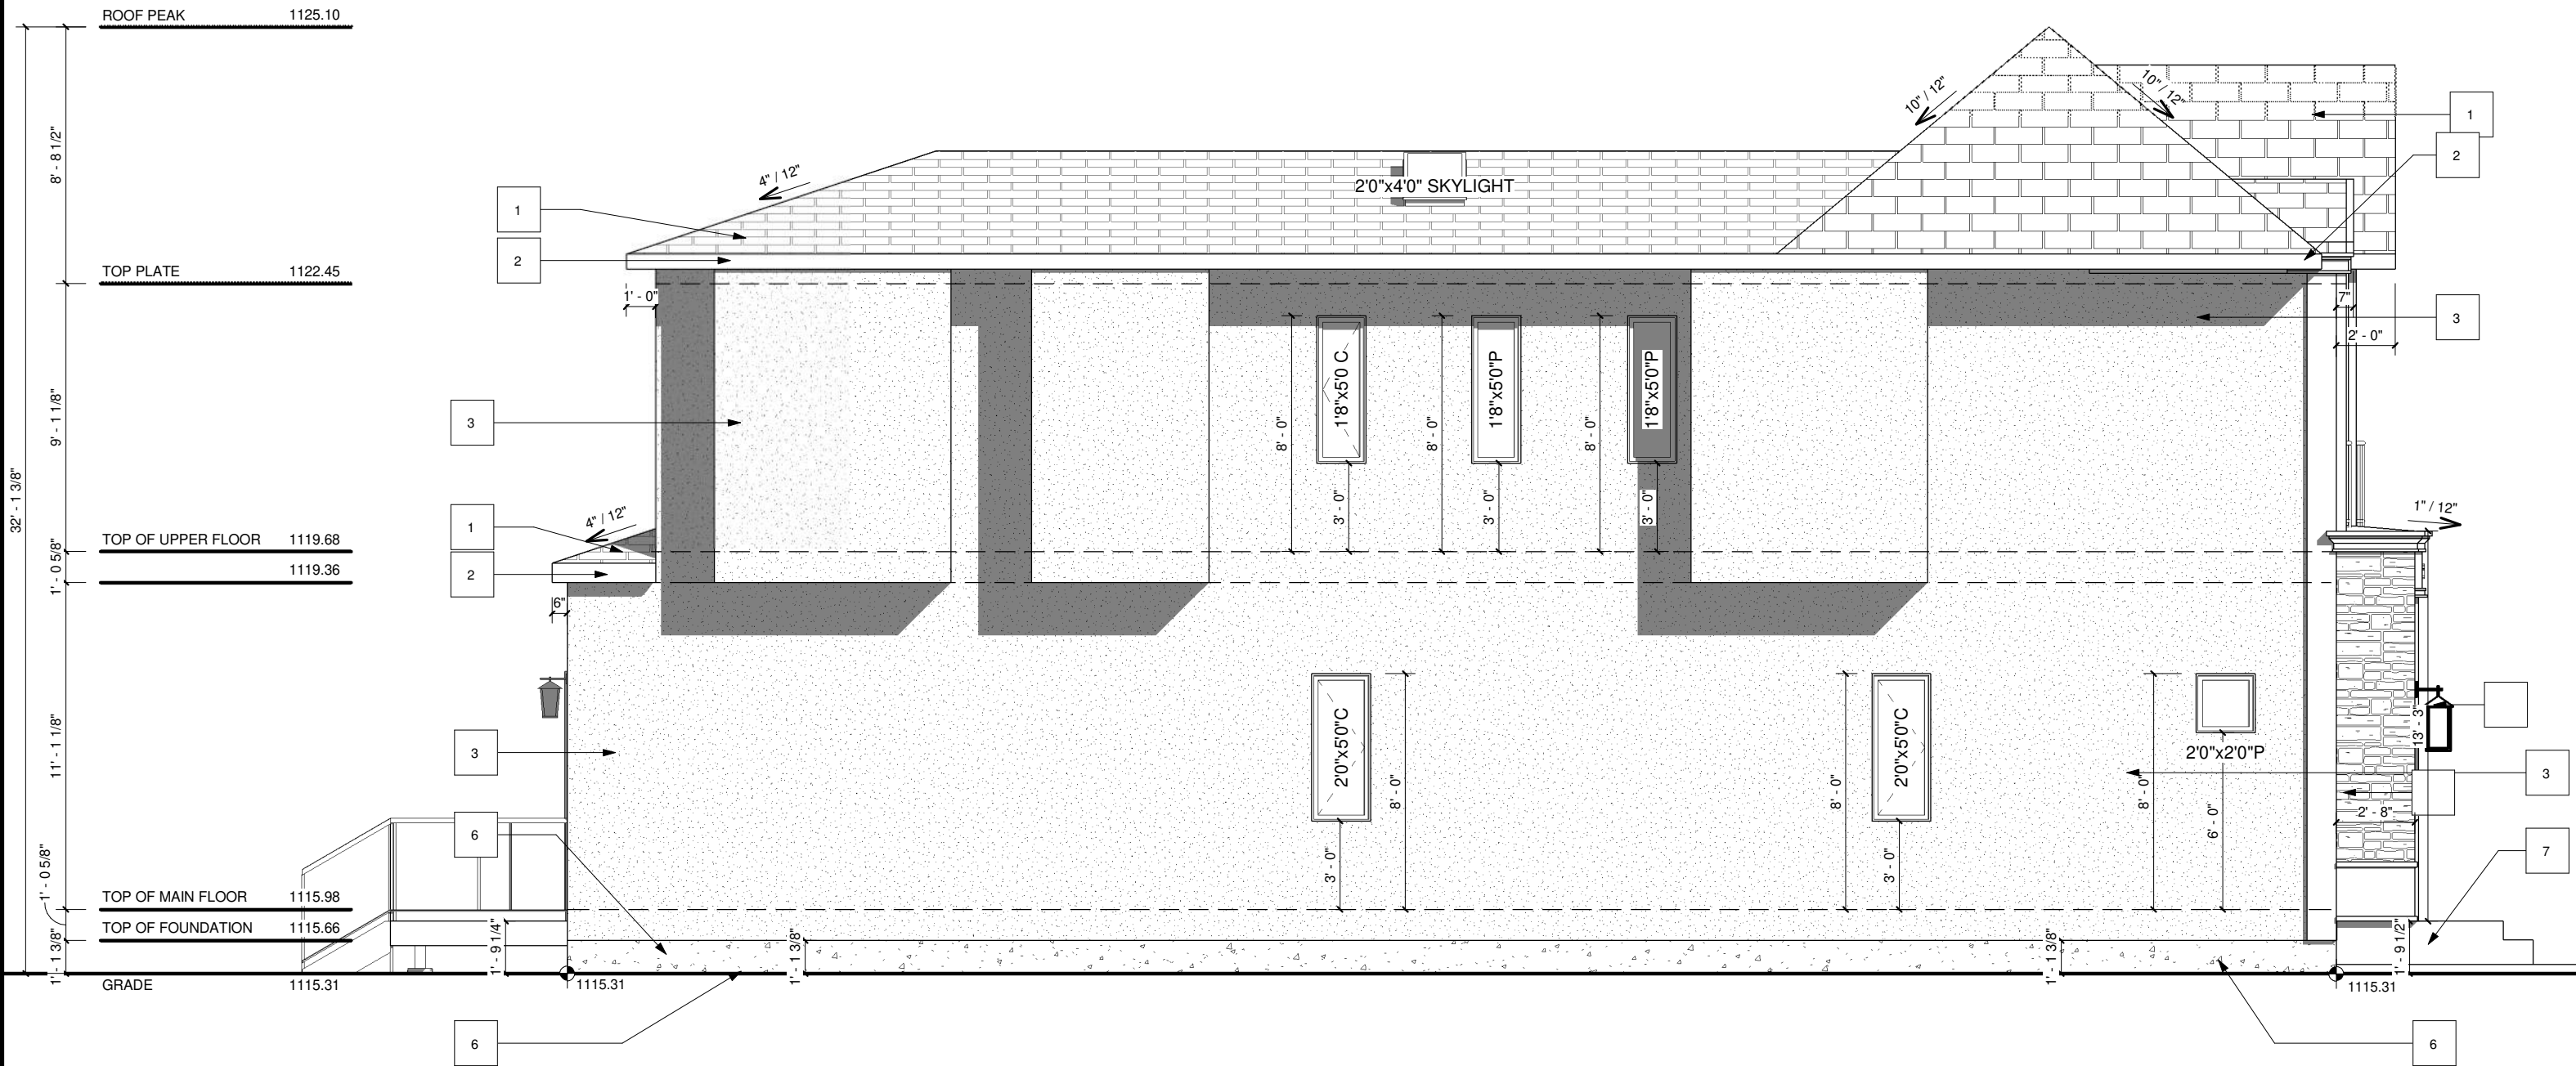 ROOF PEAK 1125.10
8' - 8 1/2"
TOP PLATE 1122.45
9' - 1 1/8"
32' - 1 3/8"
TOP OF UPPER FLOOR 1119.68
1' - 0 5/8"
1119.36
11' - 1 1/8"
TOP OF MAIN FLOOR 1115.98
1' - 0 5/8"
TOP OF FOUNDATION 1115.66
1' - 1 3/8"
GRADE 1115.31
10" / 12"
10" / 12"
1
2
4" / 12"
2'0"x4'0" SKYLIGHT
1
2
1' - 0"
7"
3
2' - 0"
8' - 0"
1'8"x5'0 C
8' - 0"
1'8"x5'0"P
8' - 0"
1'8"x5'0"P
3
3' - 0"
3' - 0"
3' - 0"
1
4" / 12"
1" / 12"
2
6"
3
2'0"x5'0"C
8' - 0"
8' - 0"
2'0"x5'0"C
8' - 0"
2'0"x2'0"P
13' - 3"
3
2' - 8"
6' - 0"
6
3' - 0"
3' - 0"
7
1' - 9 1/4"
1' - 1 3/8"
1' - 1 3/8"
1' - 9 1/2"
1115.31
1115.31
6
6